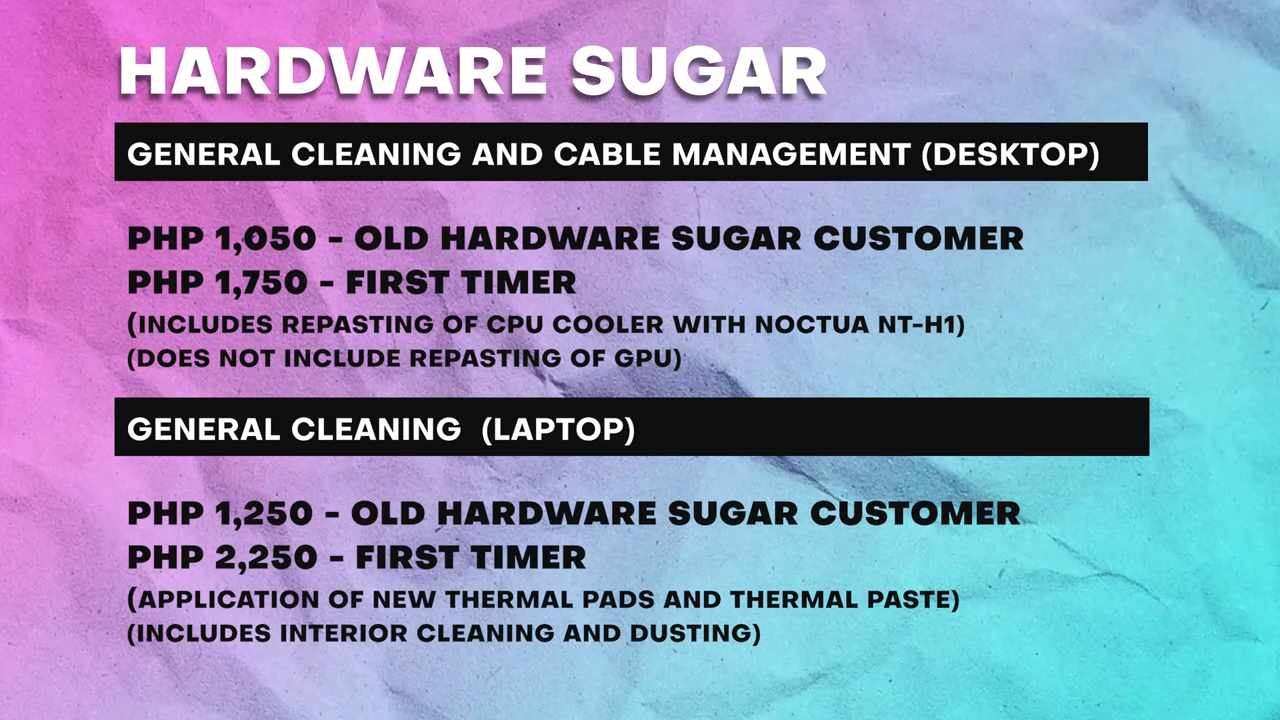 HARDWARE SUGAR
GENERAL CLEANING AND CABLE MANAGEMENT (DESKTOP)
PHP 1,050 - OLD HARDWARE SUGAR CUSTOMER
PHP 1,750 - FIRST TIMER
(INCLUDES REPASTING OF CPU COOLER WITH NOCTUA NT-H1)
(DOES NOT INCLUDE REPASTING OF GPU)
GENERAL CLEANING  (LAPTOP)
PHP 1,250 - OLD HARDWARE SUGAR CUSTOMER
PHP 2,250 - FIRST TIMER
(APPLICATION OF NEW THERMAL PADS AND THERMAL PASTE)
(INCLUDES INTERIOR CLEANING AND DUSTING)